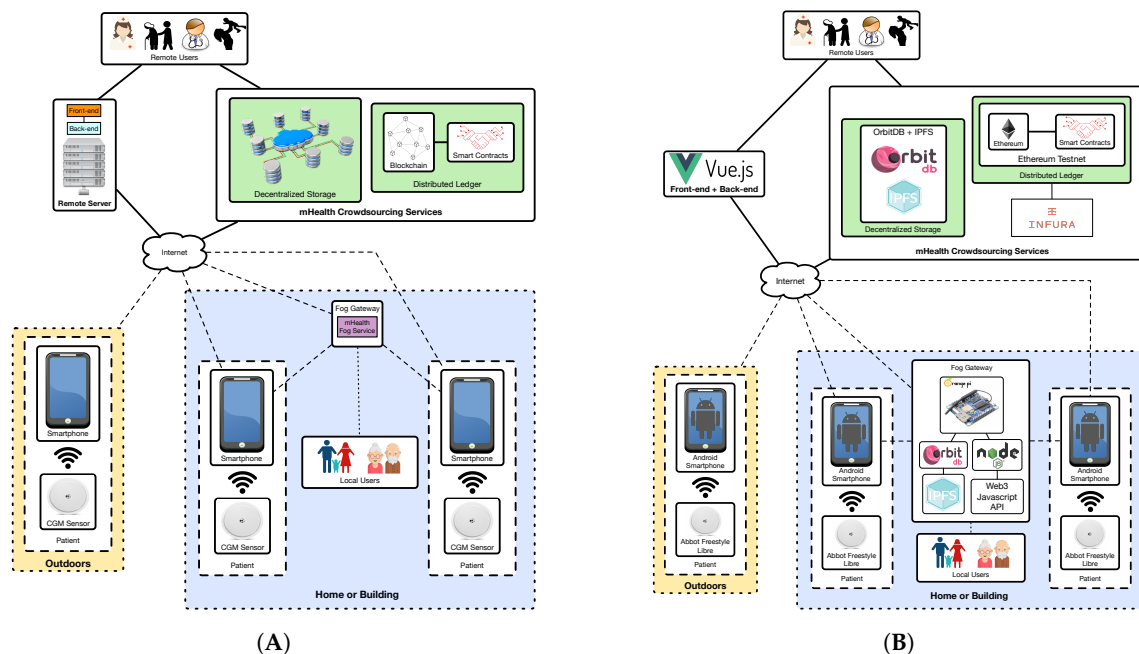 Remote Users
Front-end
Back-end
Remote Server
Decentralized Storage
Blockchain
Smart Contracts
Distributed Ledger
mHealth Crowdsourcing Services
Internet
Fog Gateway
mHealth
Fog Service
Smartphone
CGM Sensor
Patient
Outdoors
Smartphone
CGM Sensor
Patient
Local Users
Smartphone
CGM Sensor
Patient
Home or Building
(A)
Remote Users
Vue.js
Front-end + Back-end
OrbitDB + IPFS
Orbit
db
IPFS
Decentralized Storage
Ethereum
Smart Contracts
Ethereum Testnet
Distributed Ledger
INFURA
mHealth Crowdsourcing Services
Internet
Android
Smartphone
Abbot Freestyle
Libre
Patient
Outdoors
Android
Smartphone
Abbot Freestyle
Libre
Patient
Fog Gateway
Orange pi
Orbit
db
IPFS
node
JS
Web3
Javascript
API
Local Users
Android
Smartphone
Abbot Freestyle
Libre
Patient
Home or Building
(B)